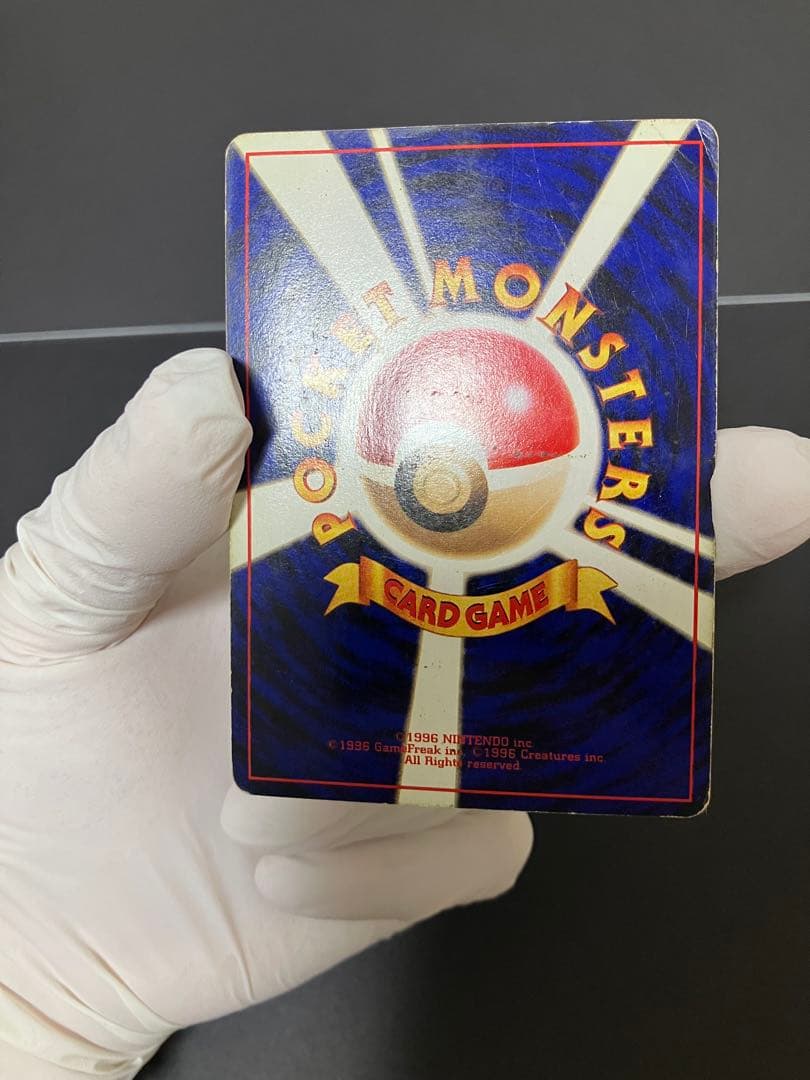 POCKET MONSTERS
CARD GAME
©1996 NINTENDO inc.
©1996 GameFreak inc. ©1996 Creatures inc.
All Rights reserved.